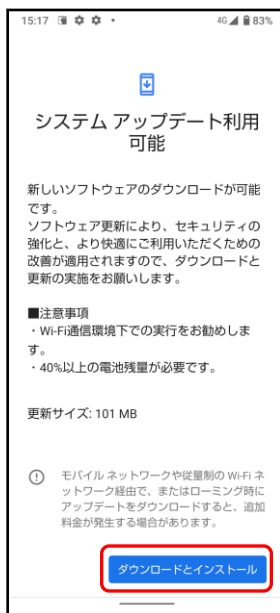 15:17
4G 83%
システム アップデート利用
可能
新しいソフトウェアのダウンロードが可能
です。
ソフトウェア更新により、セキュリティの
強化と、より快適にご利用いただくための
改善が適用されますので、ダウンロードと
更新の実施をお願いします。
■注意事項
・Wi-Fi通信環境下での実行をお勧めしま
す。
・40%以上の電池残量が必要です。
更新サイズ: 101 MB
モバイル ネットワークや従量制の Wi-Fi ネ
ットワーク経由で、またはローミング時に
アップデートをダウンロードすると、追加
料金が発生する場合があります。
ダウンロードとインストール